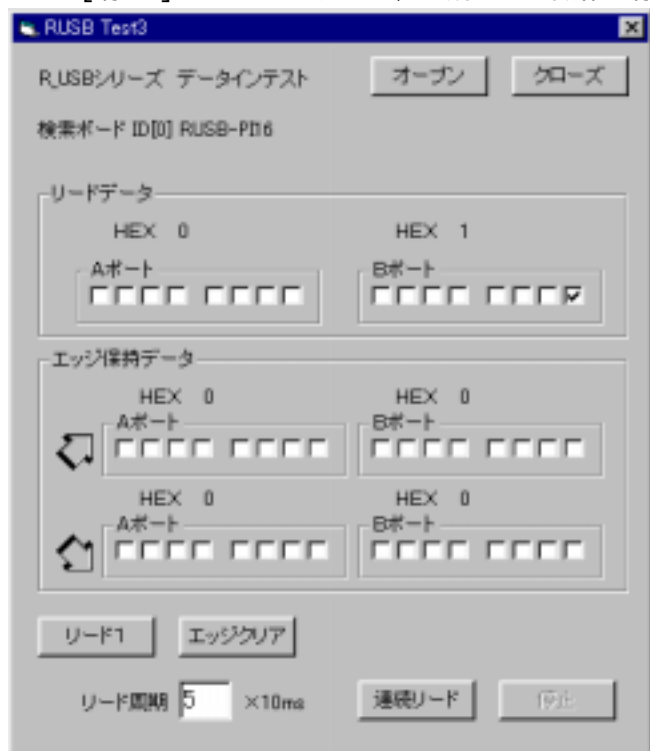 RUSB Test3
R_USBシリーズ データインテスト オープン クローズ
検索ボード ID[0] RUSB-PI16
リードデータ
HEX 0 HEX 1
Aポート Bポート
エッジ保持データ
HEX 0 HEX 0
Aポート Bポート
HEX 0 HEX 0
Aポート Bポート
リード1 エッジクリア
リード周期 5 ×10ms 連続リード 停止